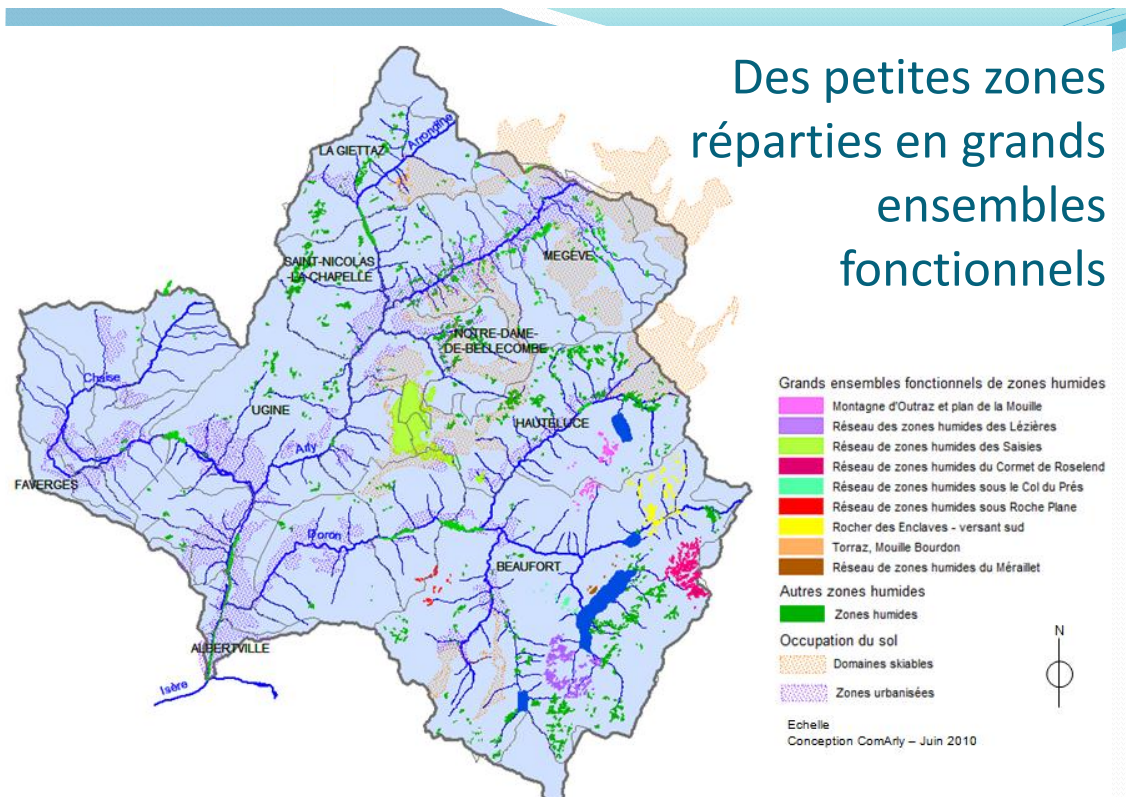 Des petites zones
réparties en grands
ensembles
fonctionnels
LA GIETTAZ
Arrondine
SAINT-NICOLAS
-LA-CHAPELLE
MEGÈVE
NOTRE-DAME-
DE-BELLECOMBE
Chaise
UGINE
Arly
HAUTELUCE
FAVERGES
Doron
BEAUFORT
ALBERTVILLE
Isère
Grands ensembles fonctionnels de zones humides
Montagne d'Outraz et plan de la Mouille
Réseau des zones humides des Lézières
Réseau de zones humides des Saisies
Réseau de zones humides du Cormet de Roselend
Réseau de zones humides sous le Col du Prés
Réseau de zones humides sous Roche Plane
Rocher des Enclaves - versant sud
Torraz, Mouille Bourdon
Réseau de zones humides du Méraillet
Autres zones humides
Zones humides
Occupation du sol
Domaines skiables
Zones urbanisées
N
Echelle
Conception ComArly – Juin 2010